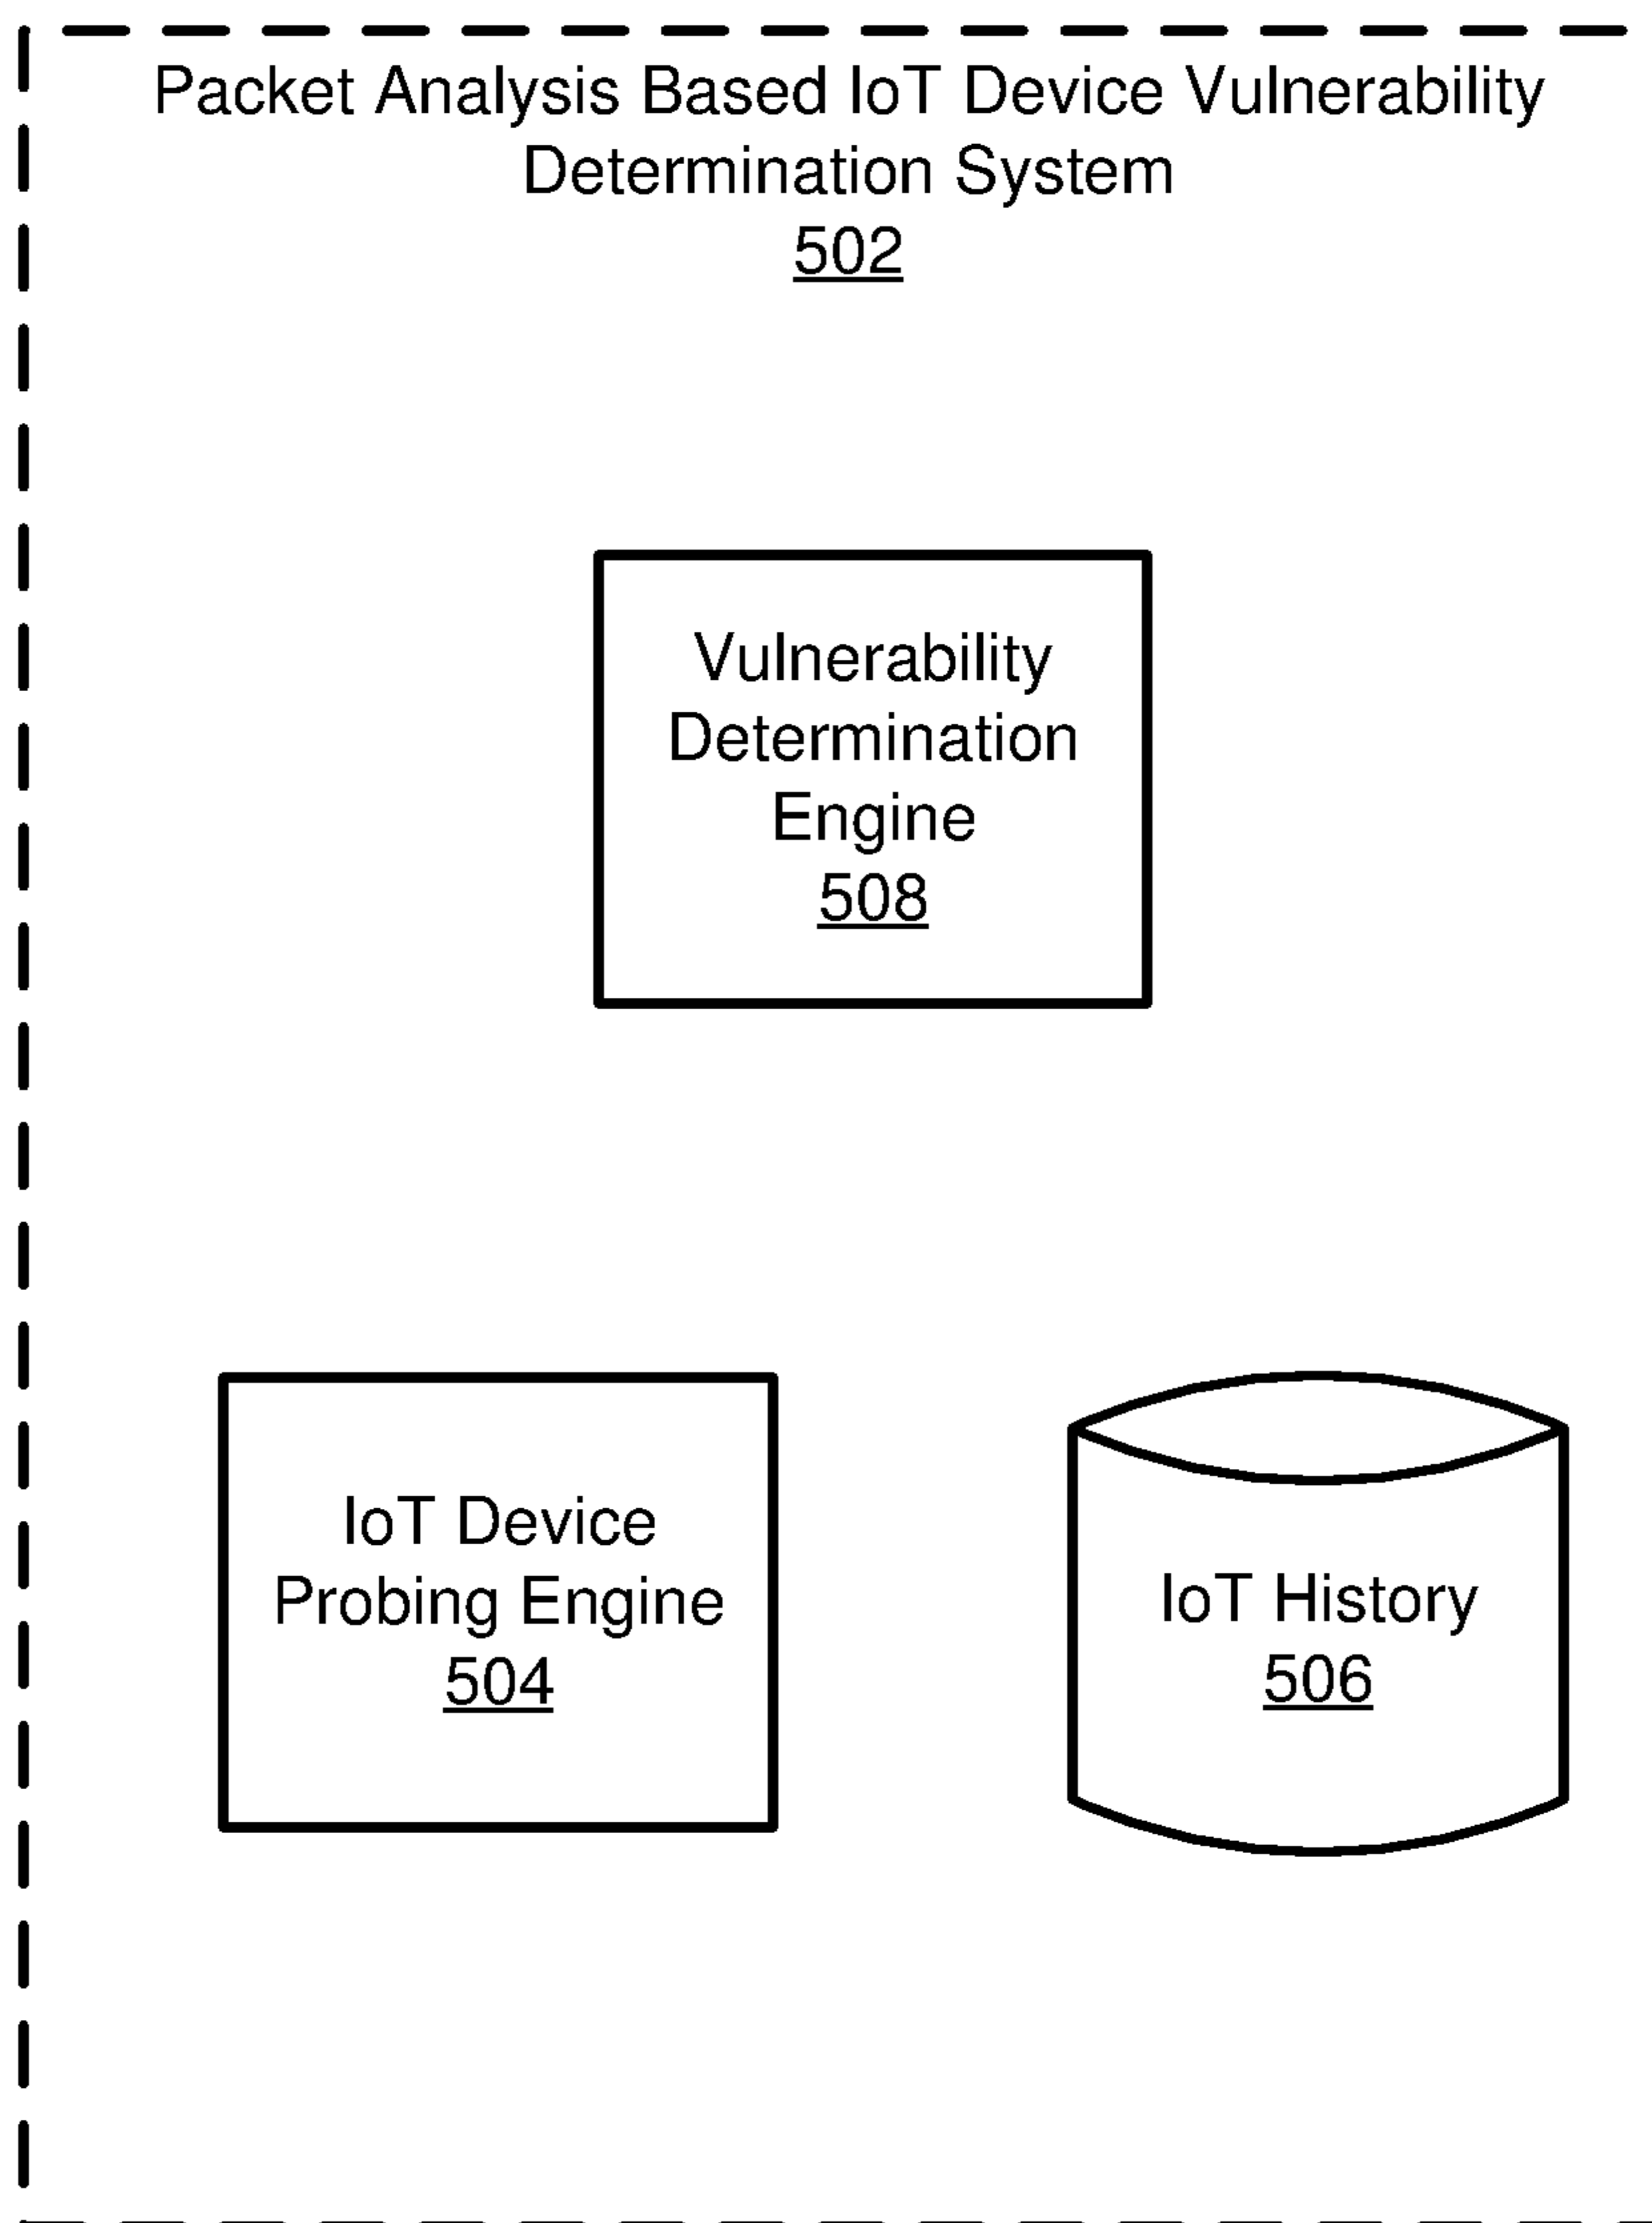 Packet Analysis Based IoT Device Vulnerability
Determination System
502
Vulnerability
Determination
Engine
508
IoT Device
Probing Engine
504
IoT History
506